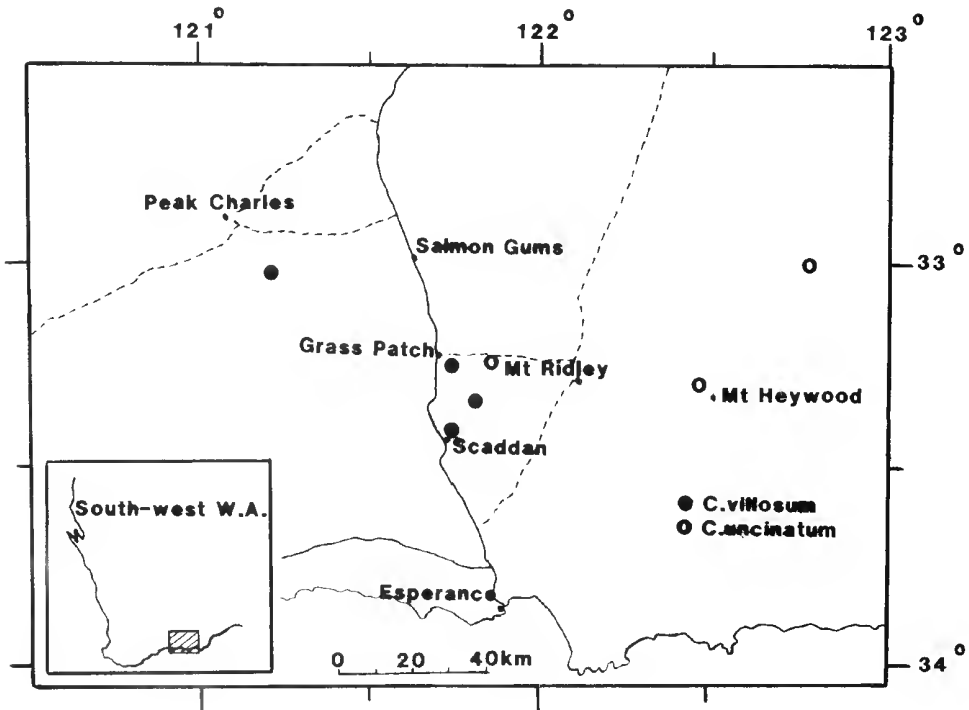 121° 122° 123°
Peak Charles
Salmon Gums
33°
Grass Patch
Mt Ridley
Mt Heywood
Scaddan
C.villosum
C.uncinatum
South-west W.A.
Esperance
0 20 40km
34°